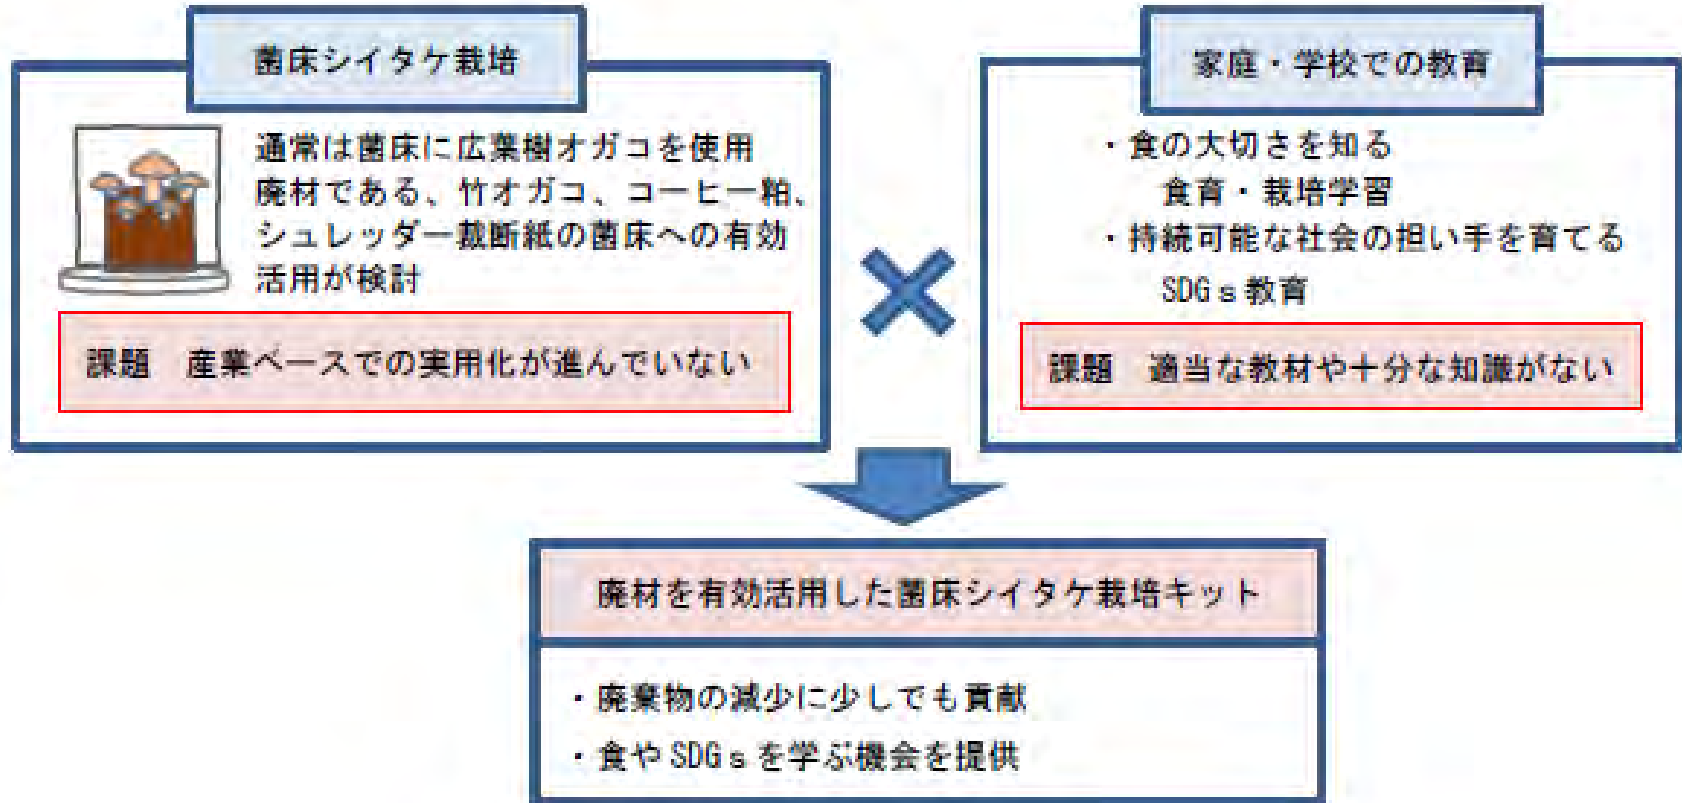 菌床シイタケ栽培
通常は菌床に広葉樹オガコを使用
廃材である、竹オガコ、コーヒー粕、
シュレッダー裁断紙の菌床への有効
活用が検討
課題　産業ベースでの実用化が進んでいない
家庭・学校での教育
・食の大切さを知る
食育・栽培学習
・持続可能な社会の担い手を育てる
SDGｓ教育
課題　適当な教材や十分な知識がない
廃材を有効活用した菌床シイタケ栽培キット
・廃棄物の減少に少しでも貢献
・食や SDGｓを学ぶ機会を提供